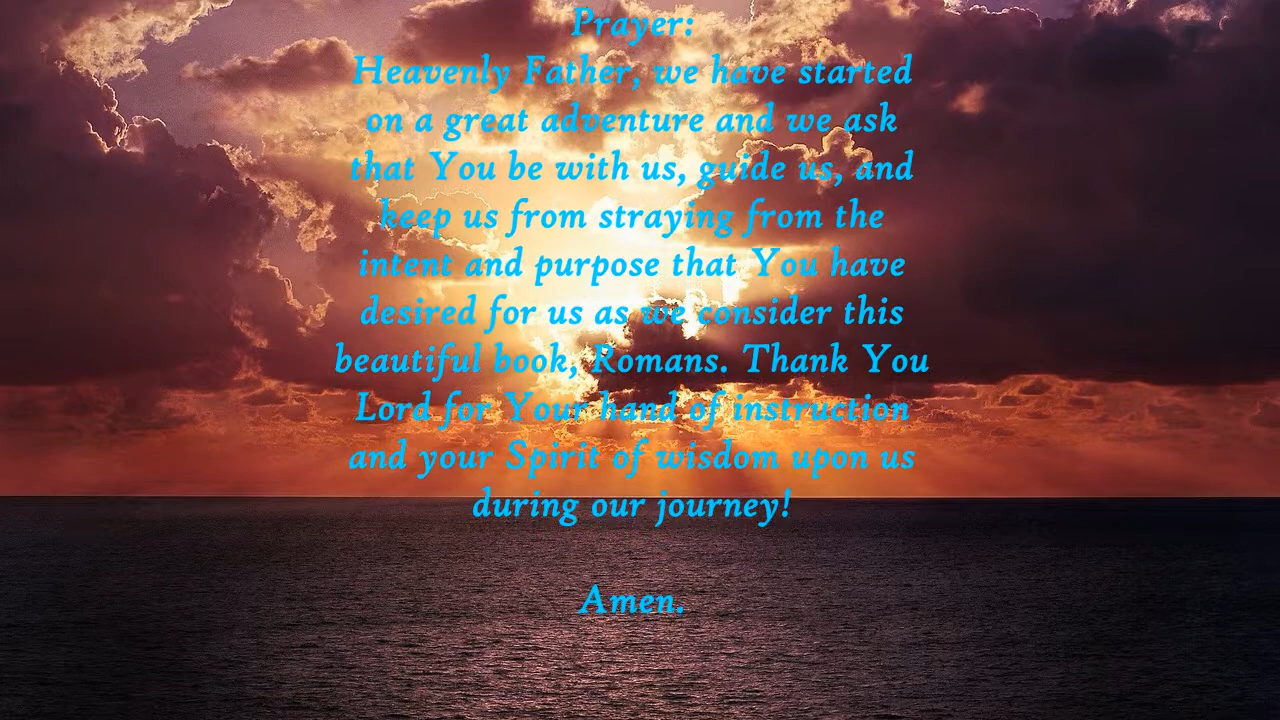 Prayer:
Heavenly Father, we have started
on a great adventure and we ask
that You be with us, guide us, and
keep us from straying from the
intent and purpose that You have
desired for us as we consider this
beautiful book, Romans. Thank You
Lord for Your hand of instruction
and your Spirit of wisdom upon us
during our journey!
Amen.